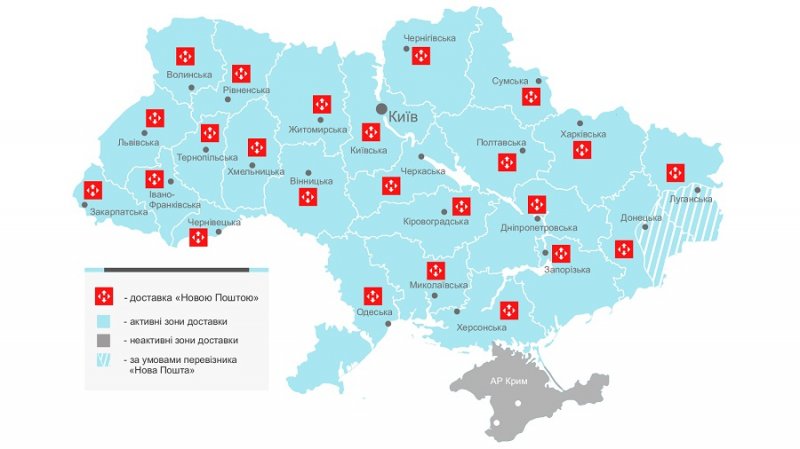 Чернігівська
Волинська
Рівненська
Сумська
Київ
Житомирська
Харківська
Львівська
Тернопільська
Київська
Полтавська
Хмельницька
Вінницька
Черкаська
Івано-
Франківська
Луганська
Закарпатська
Чернівецька
Кіровоградська
Дніпропетровська
Донецька
Запорізька
Миколаївська
Одеська
Херсонська
АР Крим
- доставка «Новою Поштою»
- активні зони доставки
- неактивні зони доставки
- за умовами перевізника
«Нова Пошта»